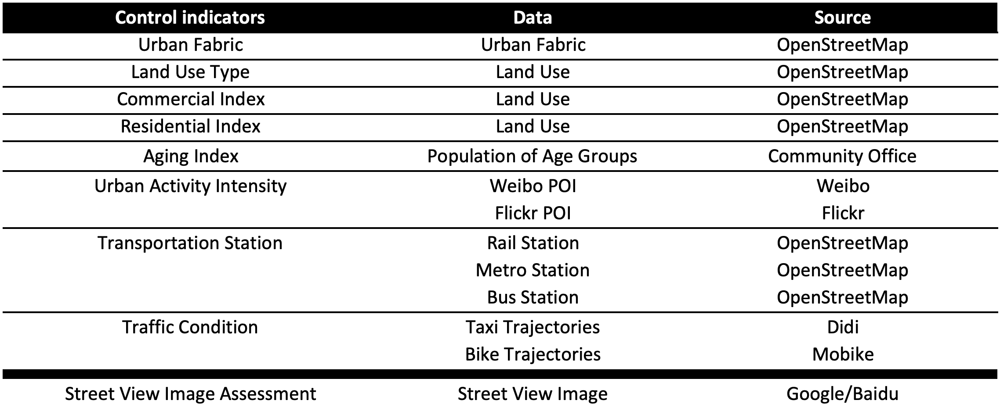 Control indicators Data Source
Urban Fabric Urban Fabric OpenStreetMap
Land Use Type Land Use OpenStreetMap
Commercial Index Land Use OpenStreetMap
Residential Index Land Use OpenStreetMap
Aging Index Population of Age Groups Community Office
Urban Activity Intensity Weibo POI Weibo
Flickr POI Flickr
Transportation Station Rail Station OpenStreetMap
Metro Station OpenStreetMap
Bus Station OpenStreetMap
Traffic Condition Taxi Trajectories Didi
Bike Trajectories Mobike
Street View Image Assessment Street View Image Google/Baidu